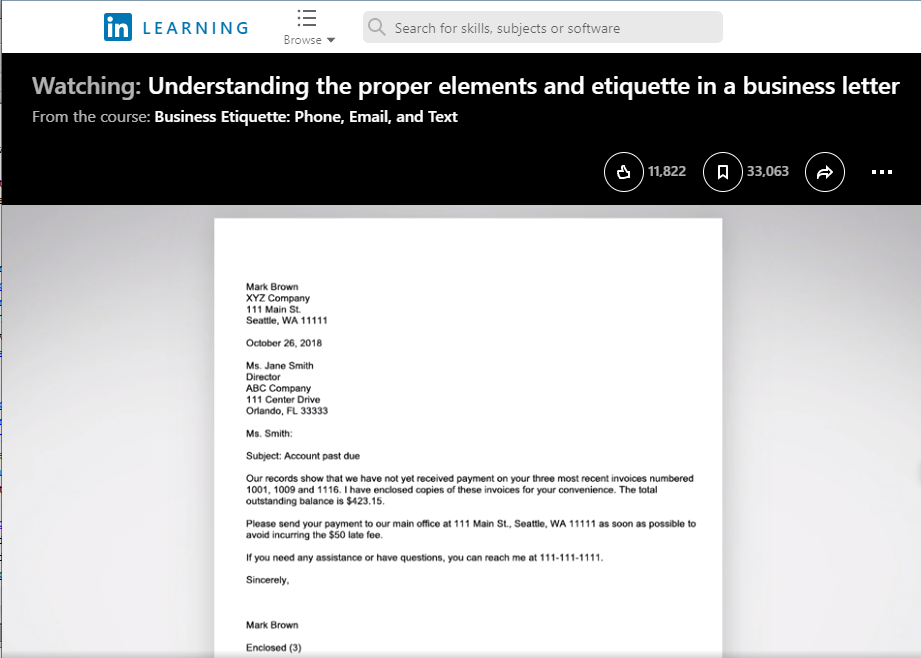 in LEARNING
Browse
Search for skills, subjects or software
Watching: Understanding the proper elements and etiquette in a business letter
From the course: Business Etiquette: Phone, Email, and Text
11,822
33,063
Mark Brown
XYZ Company
111 Main St.
Seattle, WA 11111
October 26, 2018
Ms. Jane Smith
Director
ABC Company
111 Center Drive
Orlando, FL 33333
Ms. Smith:
Subject: Account past due
Our records show that we have not yet received payment on your three most recent invoices numbered
1001, 1009 and 1116. I have enclosed copies of these invoices for your convenience. The total
outstanding balance is $423.15.
Please send your payment to our main office at 111 Main St., Seattle, WA 11111 as soon as possible to
avoid incurring the $50 late fee.
If you need any assistance or have questions, you can reach me at 111-111-1111.
Sincerely,
Mark Brown
Enclosed (3)